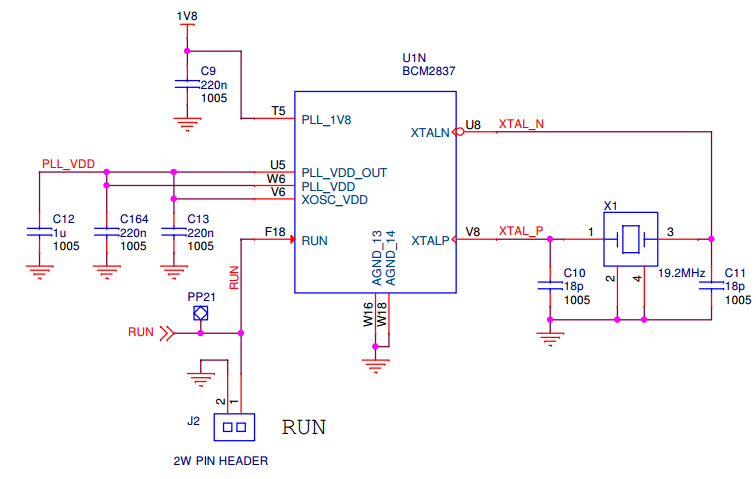 1V8
C9
220n
1005
U1N
BCM2837
T5
PLL_1V8
XTALN
U8
XTAL_N
PLL_VDD
U5
PLL_VDD_OUT
W6
PLL_VDD
V6
XOSC_VDD
C12
1u
1005
C164
220n
1005
C13
220n
1005
F18
RUN
XTALP
V8
XTAL_P
X1
1
3
2
4
19.2MHz
C10
18p
1005
C11
18p
1005
AGND_13
AGND_14
W16
W18
RUN
PP21
RUN
2
1
J2
RUN
2W PIN HEADER